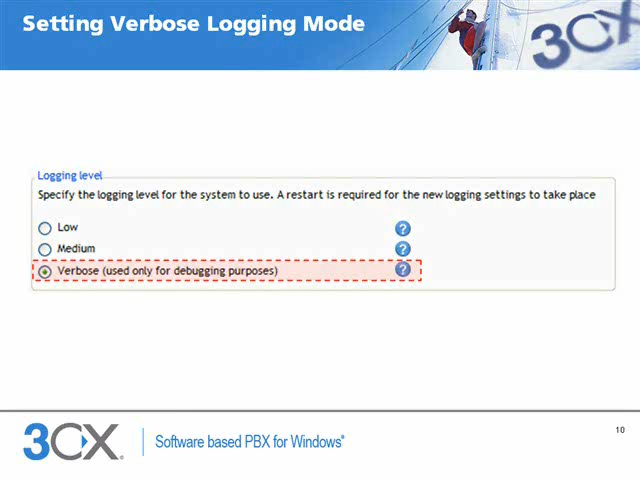 Setting Verbose Logging Mode
3CX
Logging level
Specify the logging level for the system to use. A restart is required for the new logging settings to take place
Low
?
Medium
?
Verbose (used only for debugging purposes)
?
10
3CX®
Software based PBX for Windows®